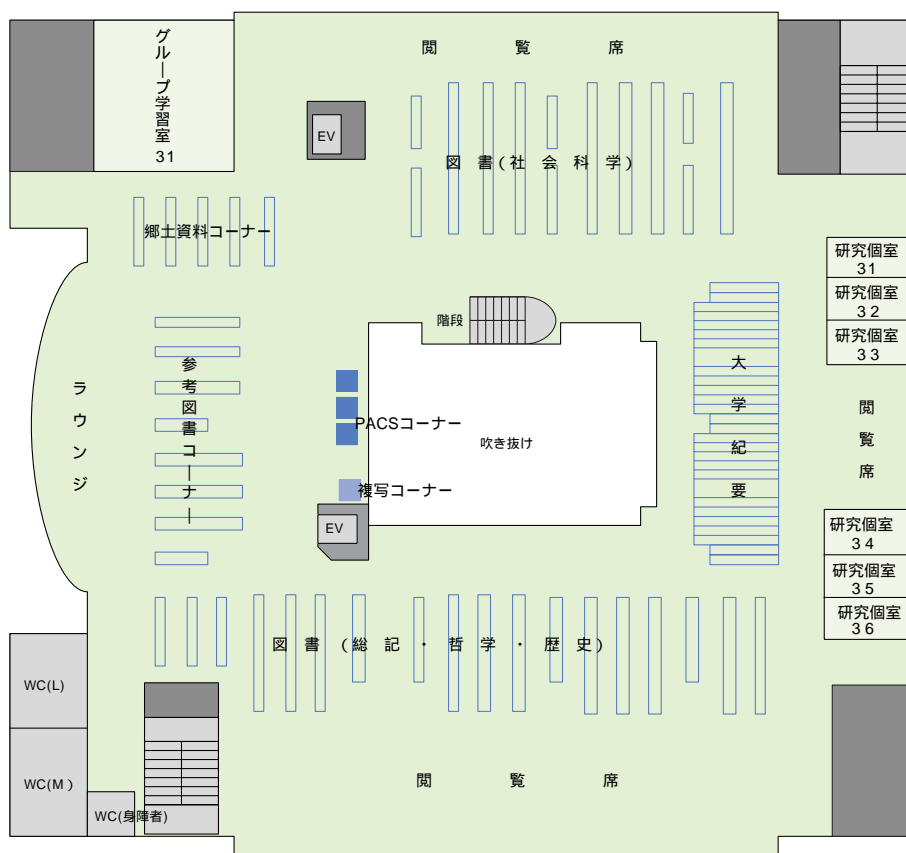 閲覧席
グループ学習室
31
EV
図書(社会科学)
郷土資料コーナー
研究個室
31
研究個室
32
研究個室
33
階段
参考図書コーナー
ラウンジ
大学紀要
閲覧席
PACSコーナー
吹き抜け
複写コーナー
EV
研究個室
34
研究個室
35
研究個室
36
図書(総記・哲学・歴史)
WC(L)
WC(M)
WC(身障者)
閲覧席